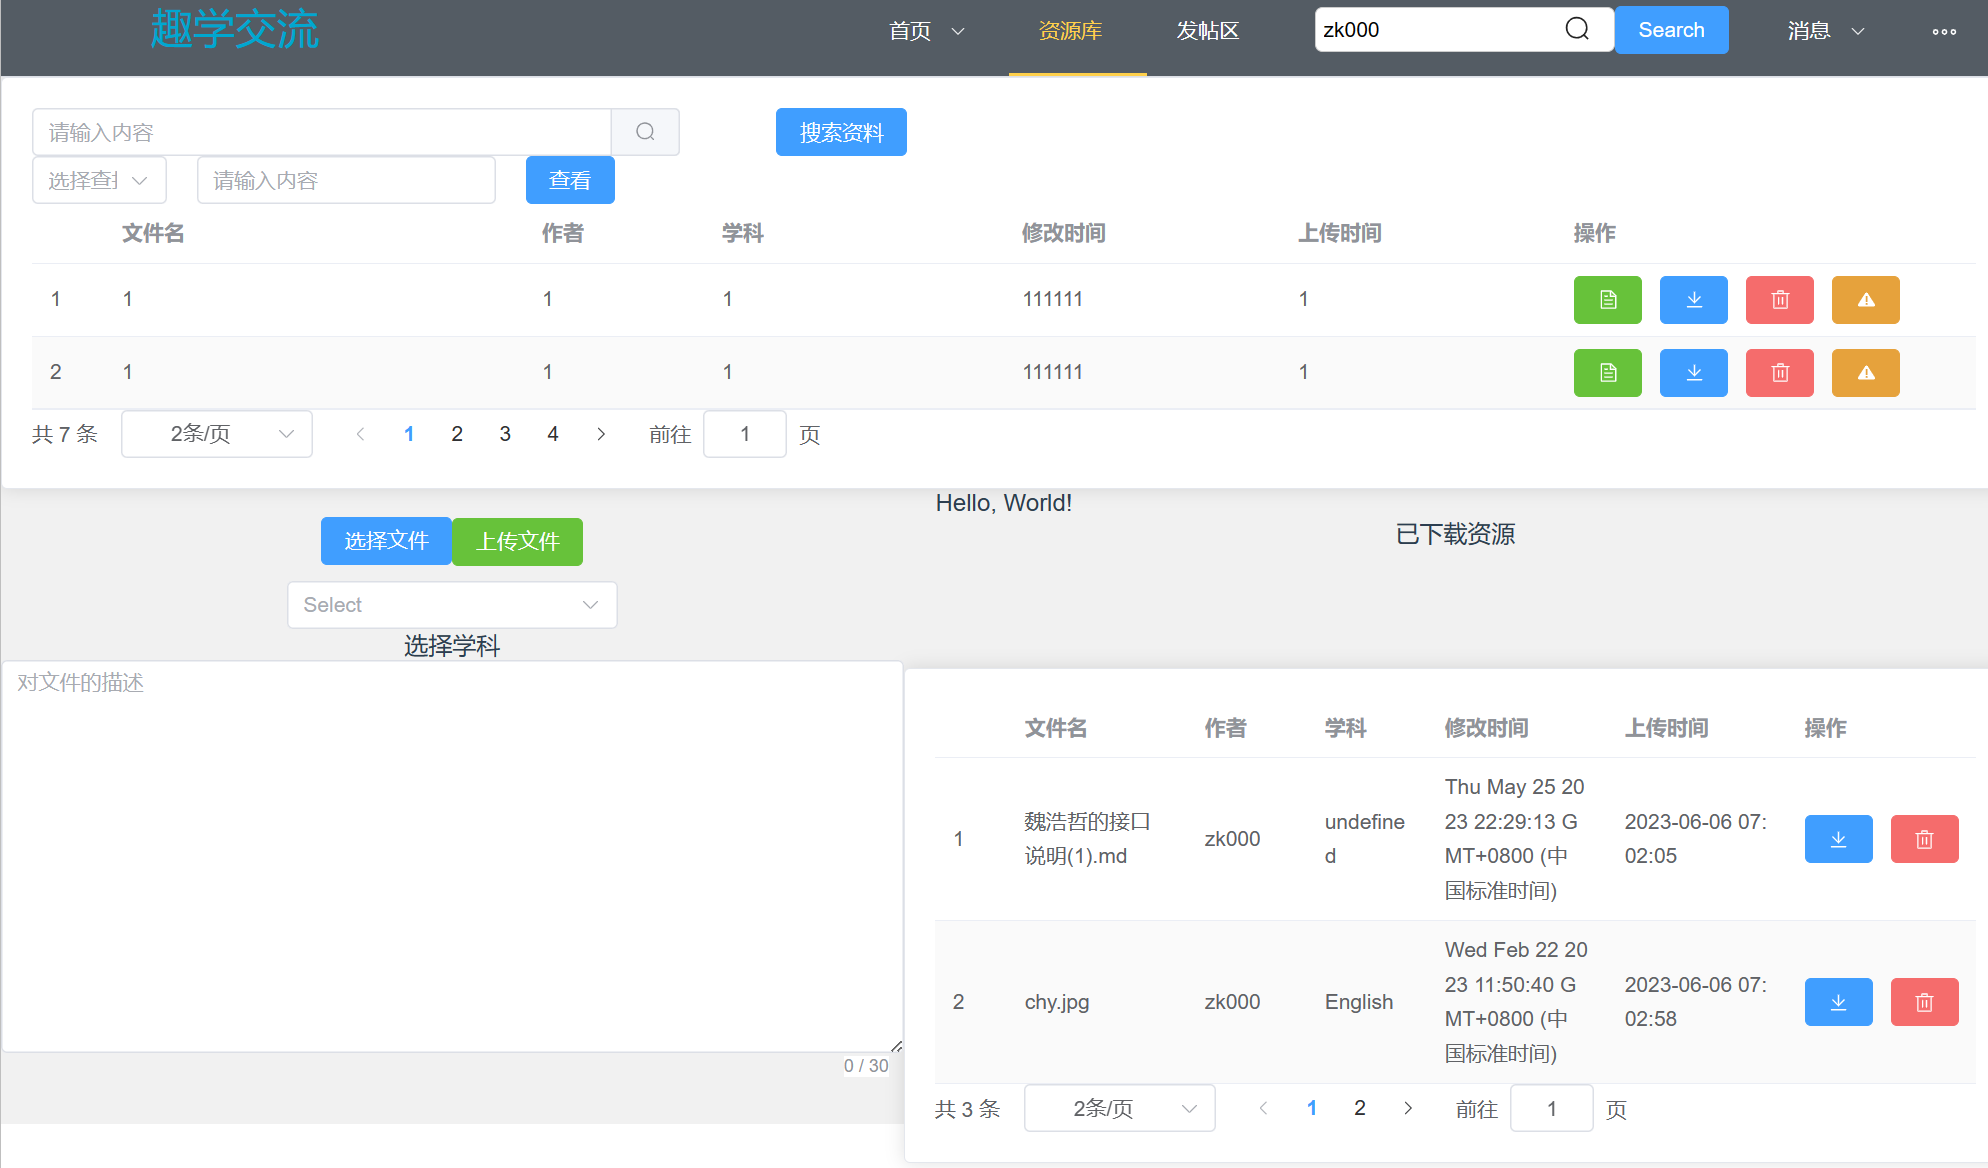 趣学交流
首页 资源库 发帖区 zk000 Search 消息
请输入内容 搜索资料
选择查 请输入内容 查看
文件名 作者 学科 修改时间 上传时间 操作
1 1 1 1 111111 1
2 1 1 1 111111 1
共 7 条 2条/页 1 2 3 4 前往 1 页
Hello, World!
选择文件 上传文件
已下载资源
Select
选择学科
对文件的描述
0 / 30
文件名 作者 学科 修改时间 上传时间 操作
1 魏浩哲的接口
说明(1).md
zk000
undefine
d
Thu May 25 20
23 22:29:13 G
MT+0800 (中
国标准时间)
2023-06-06 07:
02:05
2 chy.jpg zk000 English
Wed Feb 22 20
23 11:50:40 G
MT+0800 (中
国标准时间)
2023-06-06 07:
02:58
共 3 条 2条/页 1 2 前往 1 页